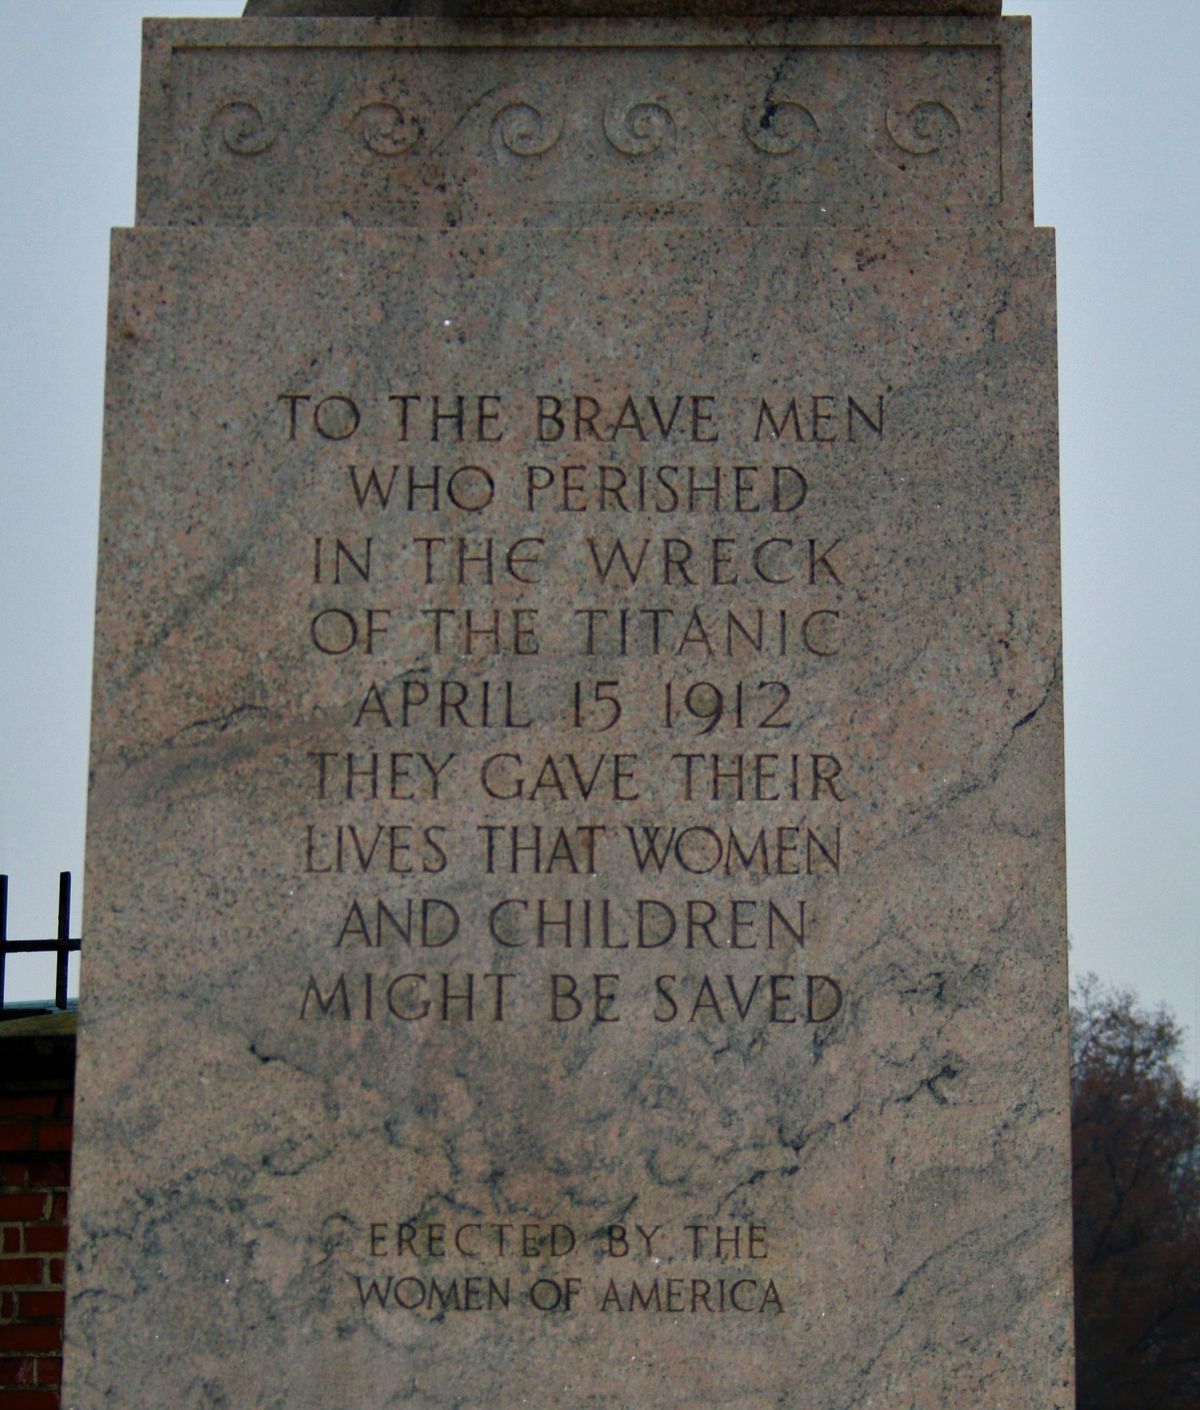 TO THE BRAVE MEN
WHO PERISHED
IN THE WRECK
OF THE TITANIC
APRIL 15 1912
THEY GAVE THEIR
LIVES THAT WOMEN
AND CHILDREN
MIGHT BE SAVED
ERECTED BY THE
WOMEN OF AMERICA